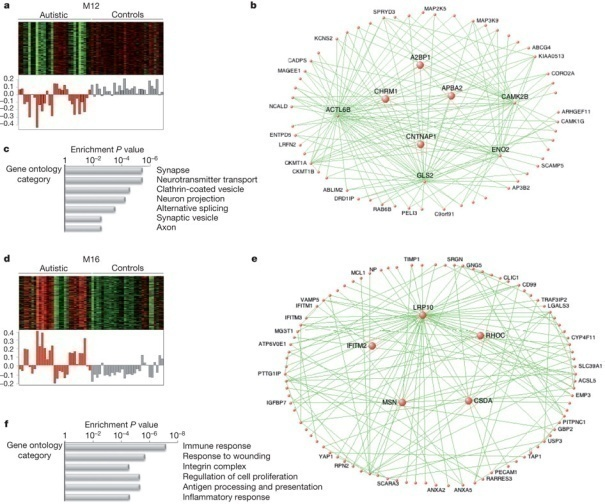 a
M12
Autistic
Controls
0.2
0.1
0.0
−0.1
−0.2
−0.3
−0.4
b
MAP2K5
SPRYD3
MAP3K9
KCNS2
A2BP1
ABCG4
KIAA0513
CADPS
CORO2A
MAGEE1
CHRM1
APBA2
CAMK2B
NCALD
ACTL6B
ARHGEF11
CAMK1G
ENTPD3
CNTNAP1
LRFN2
ENO2
CKMT1A
SCAMP5
CKMT1B
GLS2
ABLIM2
AP3B2
DRD1IP
RAB6B
PELI3
C9orf91
c
Enrichment P value
1 10−2 10−4 10−6
Gene ontology
category
Synapse
Neurotransmitter transport
Clathrin-coated vesicle
Neuron projection
Alternative splicing
Synaptic vesicle
Axon
d
M16
Autistic
Controls
0.4
0.3
0.2
0.1
0.0
−0.1
−0.2
e
TIMP1
SRGN
NP
GNG5
MCL1
CLIC1
CD99
VAMP5
TRAF3IP2
IFITM1
LGALS3
LRP10
IFITM3
RHOC
MGST1
CYP4F11
ATP6V0E1
IFITM2
SLC39A1
PTTG1IP
ACSL5
EMP3
IGFBP7
MSN
CSDA
PITPNC1
GBP2
USP3
YAP1
TAP1
RPN2
PECAM1
SCARA3
RARRES3
ANXA2
ANXA5
f
Enrichment P value
1 10−2 10−4 10−6 10−8
Gene ontology
category
Immune response
Response to wounding
Integrin complex
Regullation of cell proliferation
Antigen processing and presentation
Inflammatory response